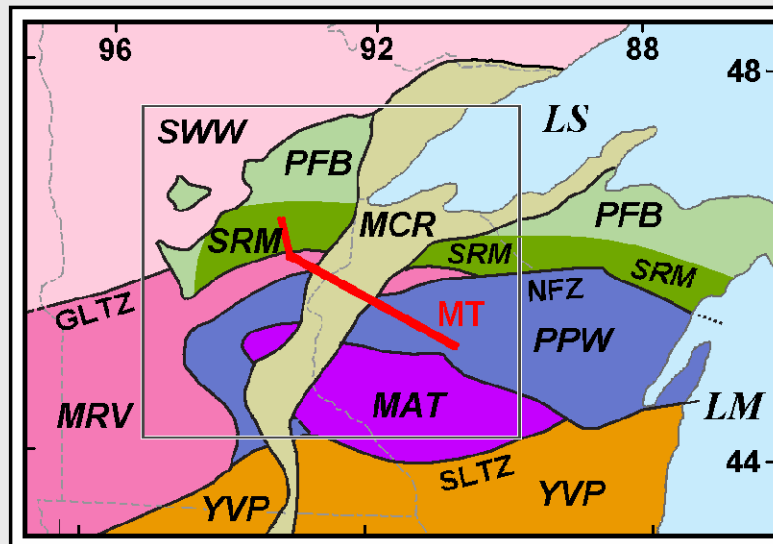 96 92 88
48
SWW
LS
PFB
MCR
PFB
SRM
SRM
SRM
GLTZ
NFZ
MT
PPW
MRV
MAT
LM
SLTZ
44
YVP
YVP